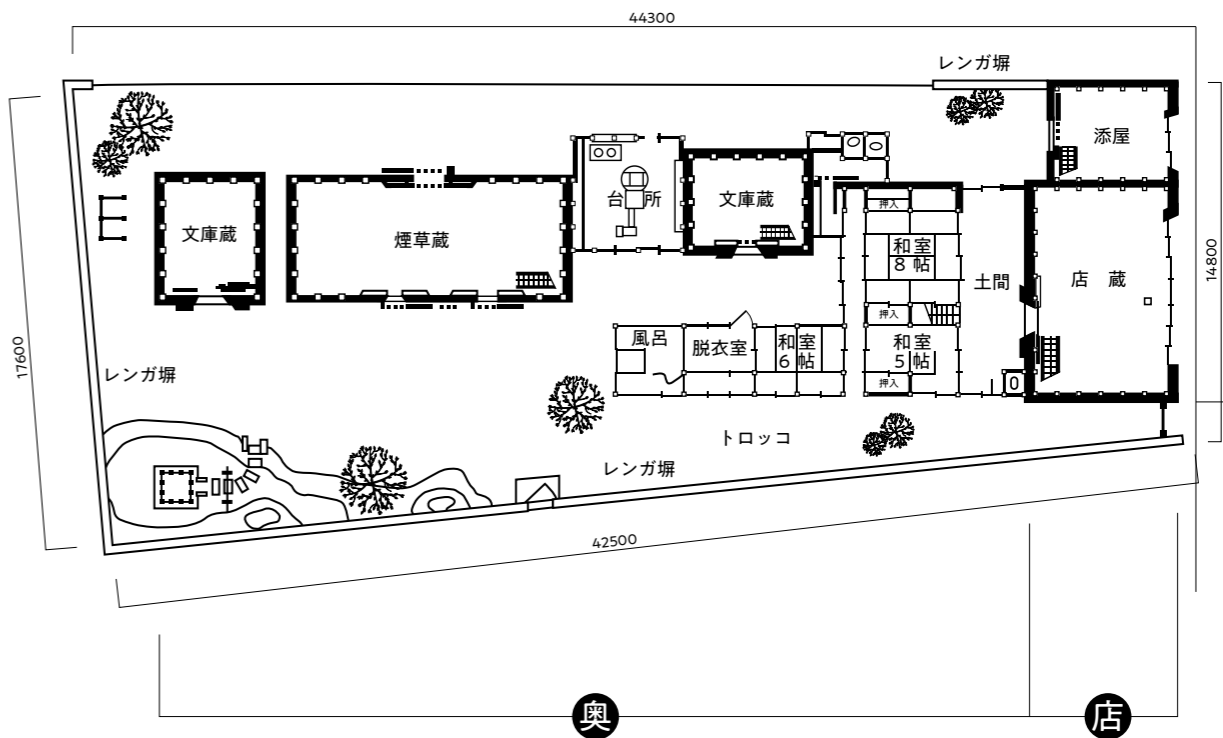 44300
レンガ塀
添屋
台所
文庫蔵
文庫蔵
煙草蔵
押入
和室
8帖
土間
店蔵
14800
押入
17600
風呂
脱衣室
和室
6帖
和室
5帖
レンガ塀
押入
トロッコ
レンガ塀
42500
奥
店